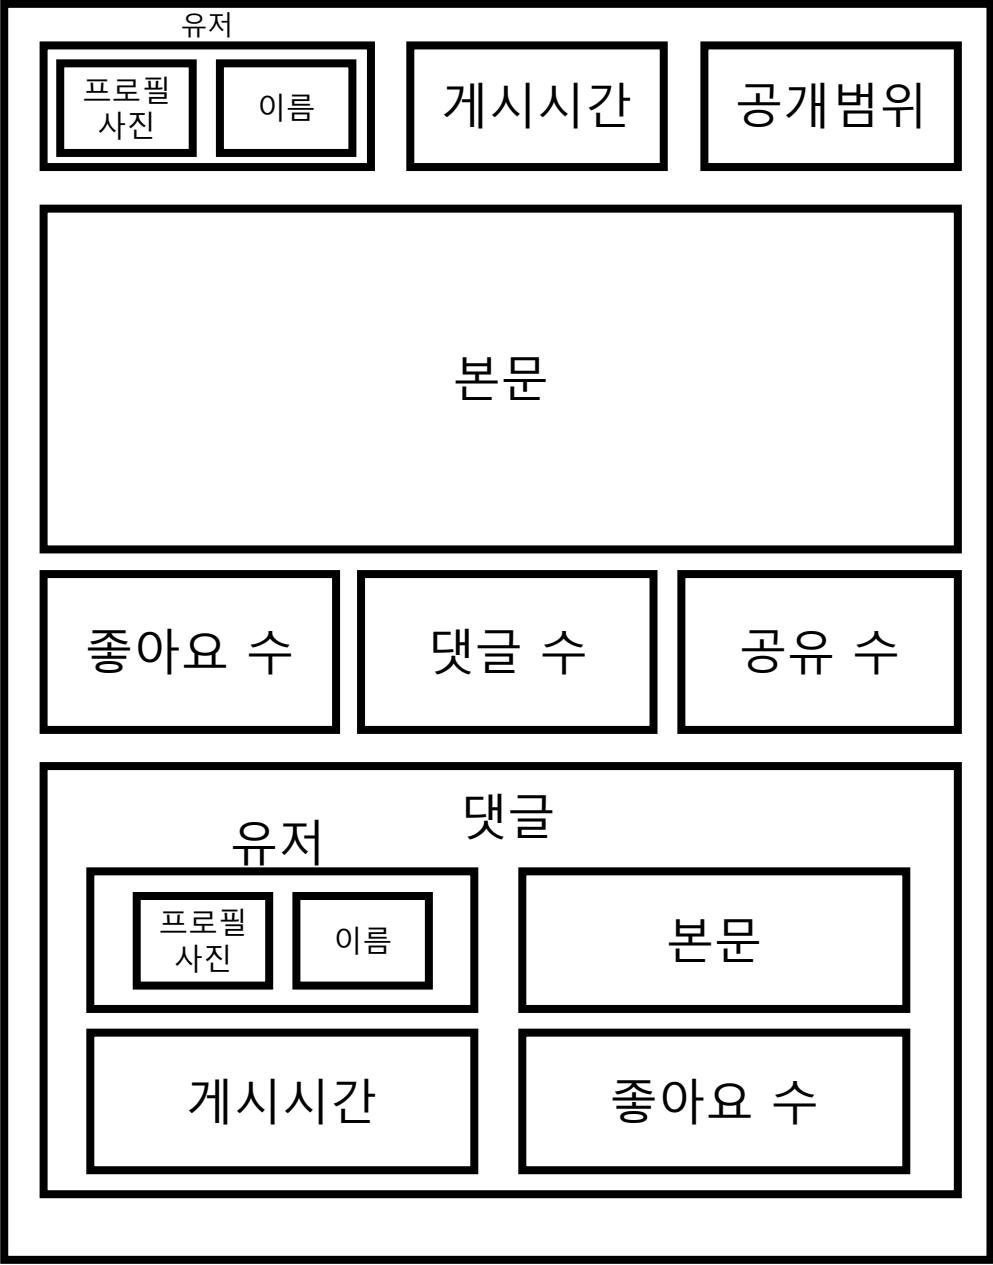 유저
프로필
사진
이름
게시시간
공개범위
본문
좋아요 수
댓글 수
공유 수
댓글
유저
프로필
사진
이름
본문
게시시간
좋아요 수